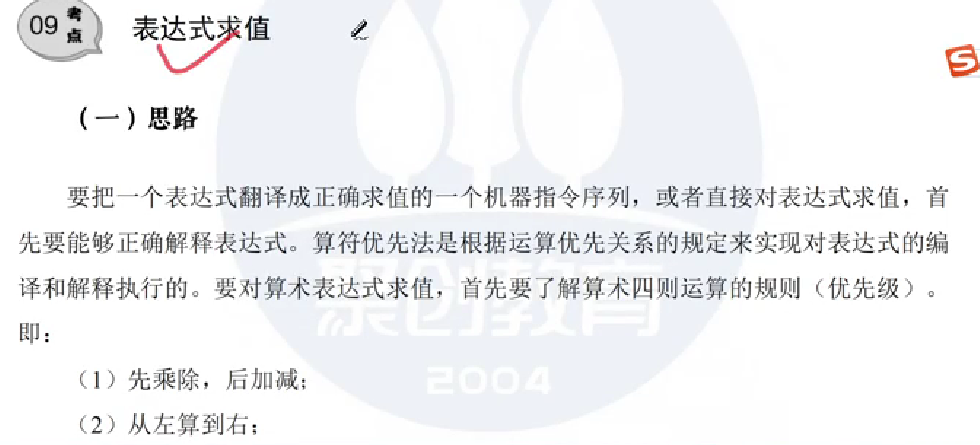 09 考点 表达式求值
（一）思路
要把一个表达式翻译成正确求值的一个机器指令序列，或者直接对表达式求值，首
先要能够正确解释表达式。算符优先法是根据运算优先关系的规定来实现对表达式的编
译和解释执行的。要对算术表达式求值，首先要了解算术四则运算的规则（优先级）。
即：
（1）先乘除，后加减；
（2）从左算到右；
聚创教育
2004
S